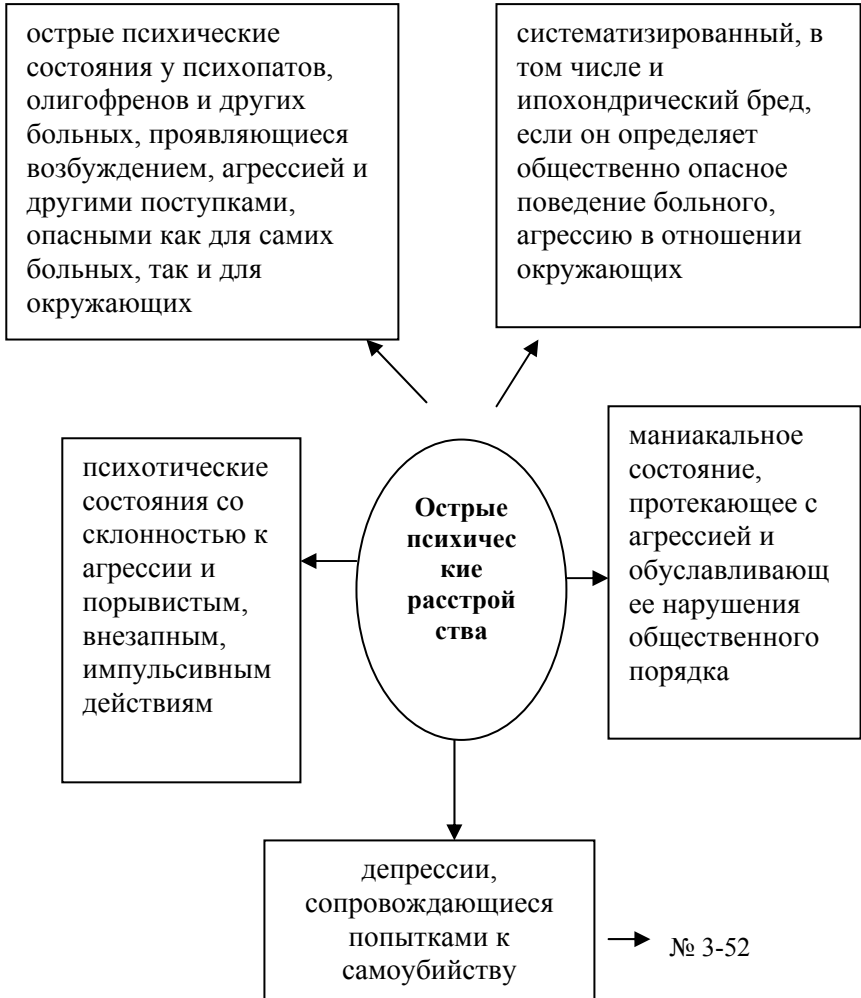 острые психические
состояния у психопатов,
олигофренов и других
больных, проявляющиеся
возбуждением, агрессией и
другими поступками,
опасными как для самих
больных, так и для
окружающих
систематизированный, в
том числе и
ипохондрический бред,
если он определяет
общественно опасное
поведение больного,
агрессию в отношении
окружающих
психотические
состояния со
склонностью к
агрессии и
порывистым,
внезапным,
импульсивным
действиям
Острые
психичес
кие
расстрой
ства
маниакальное
состояние,
протекающее с
агрессией и
обуславливающ
ее нарушения
общественного
порядка
депрессии,
сопровождающиеся
попытками к
самоубийству
№ 3-52